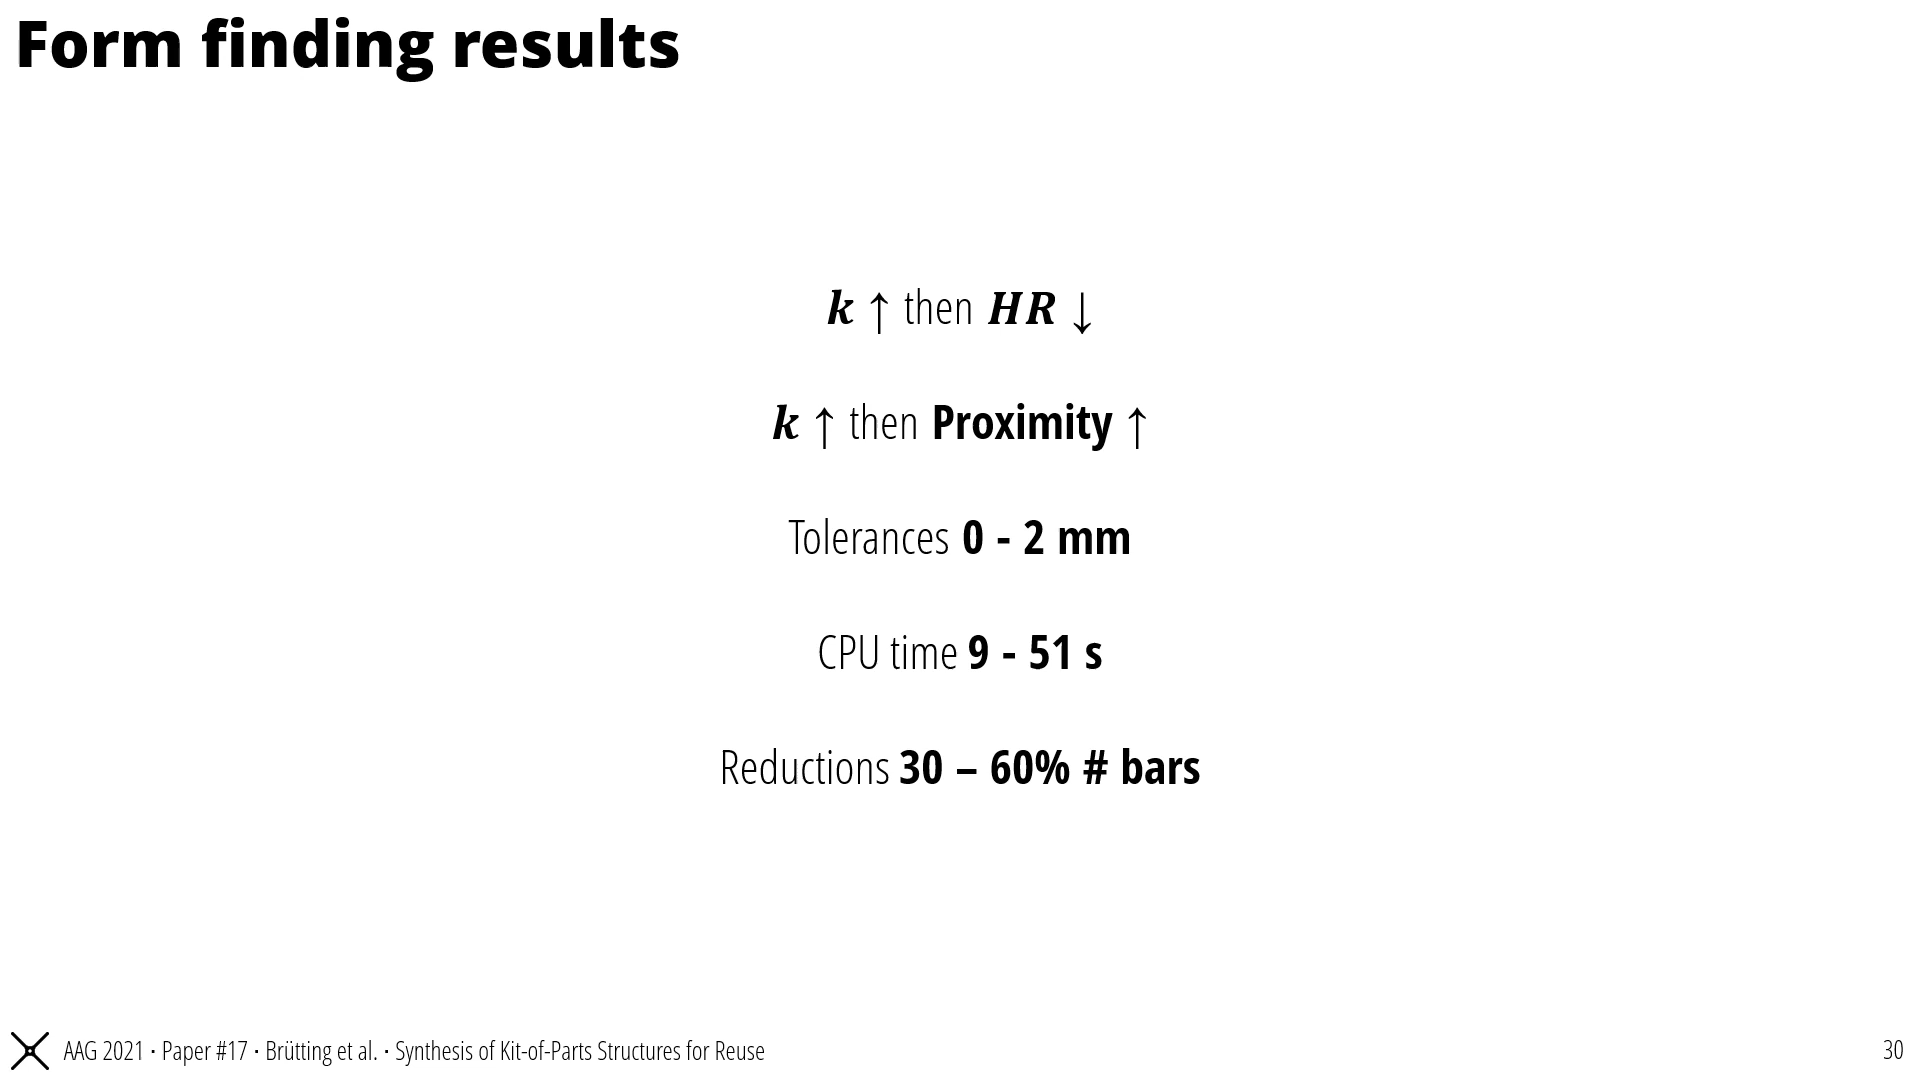 Form finding results
k ↑ then HR ↓
k ↑ then Proximity ↑
Tolerances 0 - 2 mm
CPU time 9 - 51 s
Reductions 30 – 60% # bars
AAG 2021 · Paper #17 · Brütting et al. · Synthesis of Kit-of-Parts Structures for Reuse
30